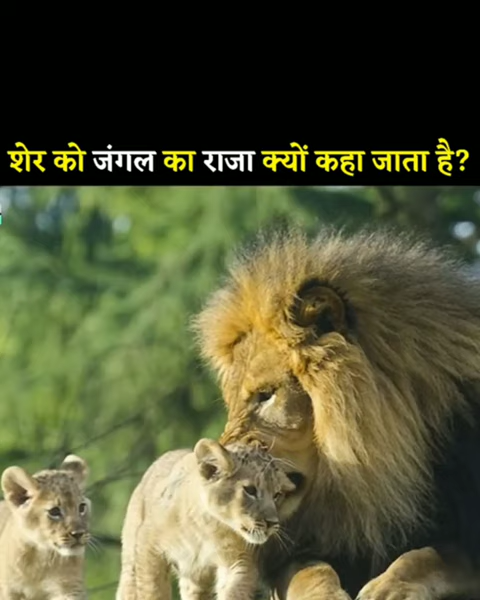 शेर को जंगल का राजा क्यों कहा जाता है?